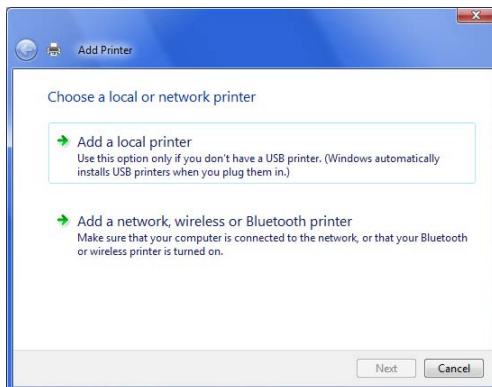 Add Printer
Choose a local or network printer
Add a local printer
Use this option only if you don't have a USB printer. (Windows automatically
installs USB printers when you plug them in.)
Add a network, wireless or Bluetooth printer
Make sure that your computer is connected to the network, or that your Bluetooth
or wireless printer is turned on.
Next
Cancel